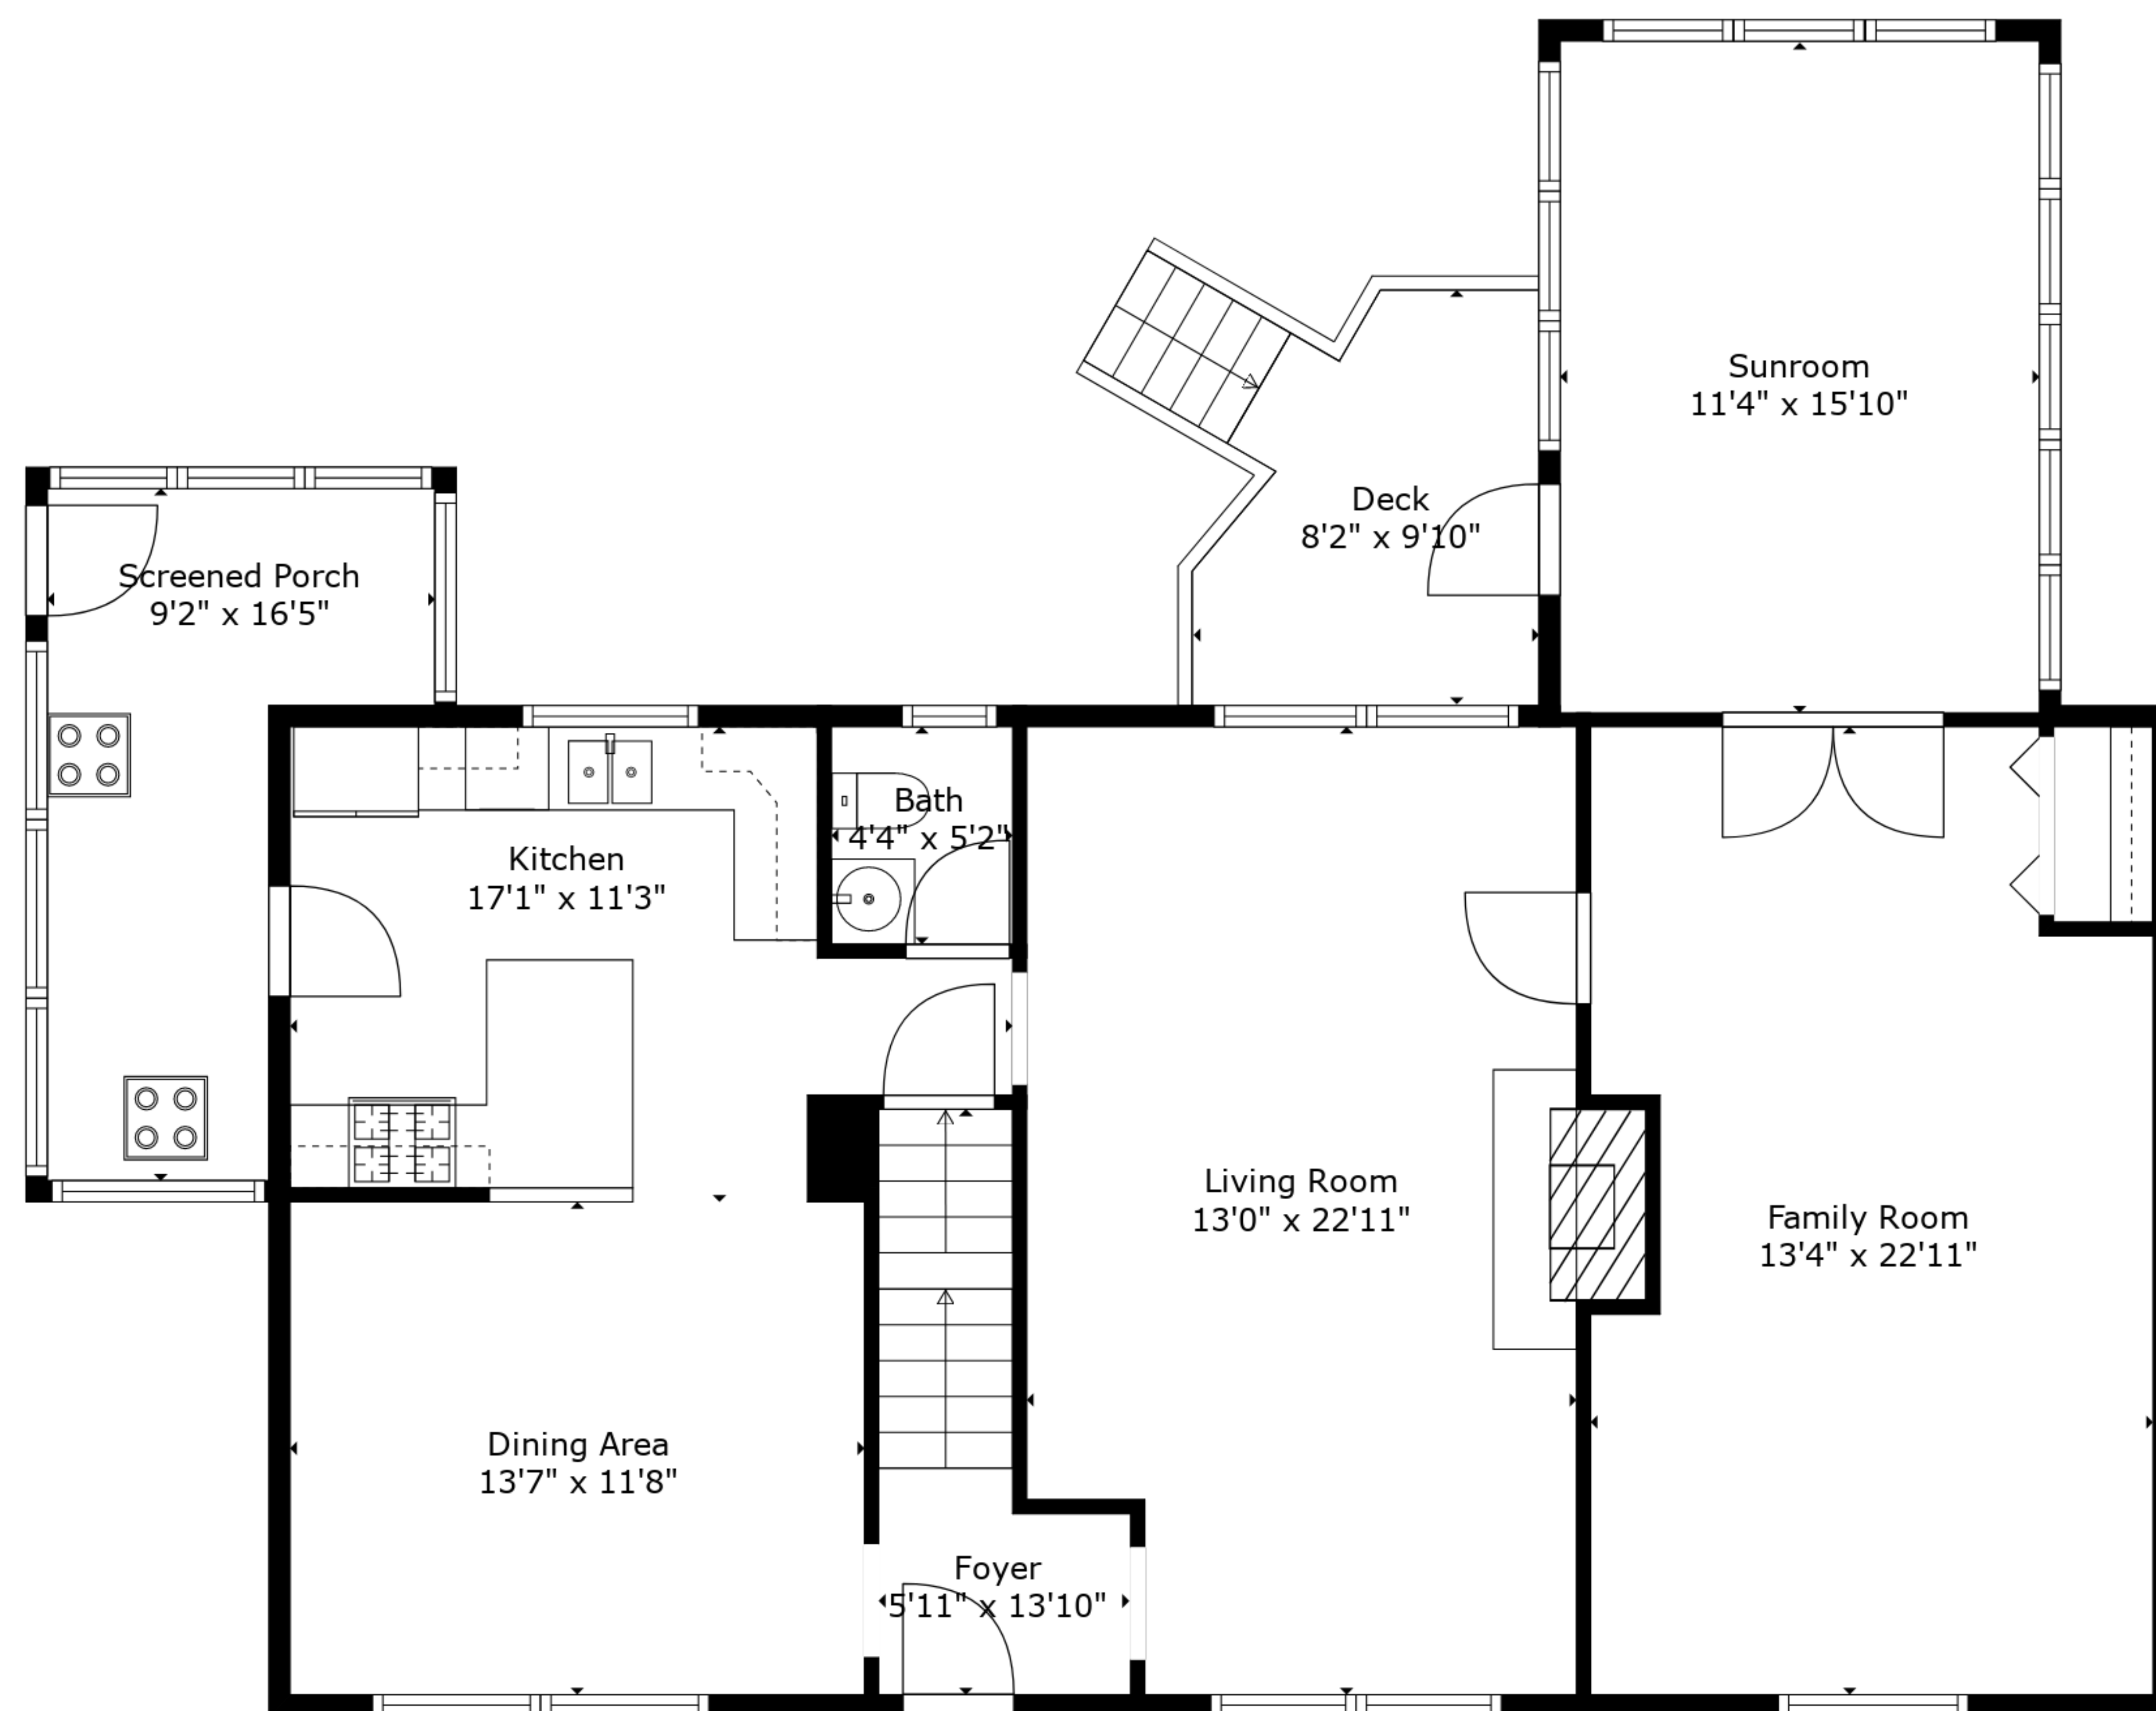 Sunroom
11'4" x 15'10"
Deck
8'2" x 9'10"
Screened Porch
9'2" x 16'5"
Bath
4'4" x 5'2"
Kitchen
17'1" x 11'3"
Living Room
13'0" x 22'11"
Family Room
13'4" x 22'11"
Dining Area
13'7" x 11'8"
Foyer
5'11" x 13'10"